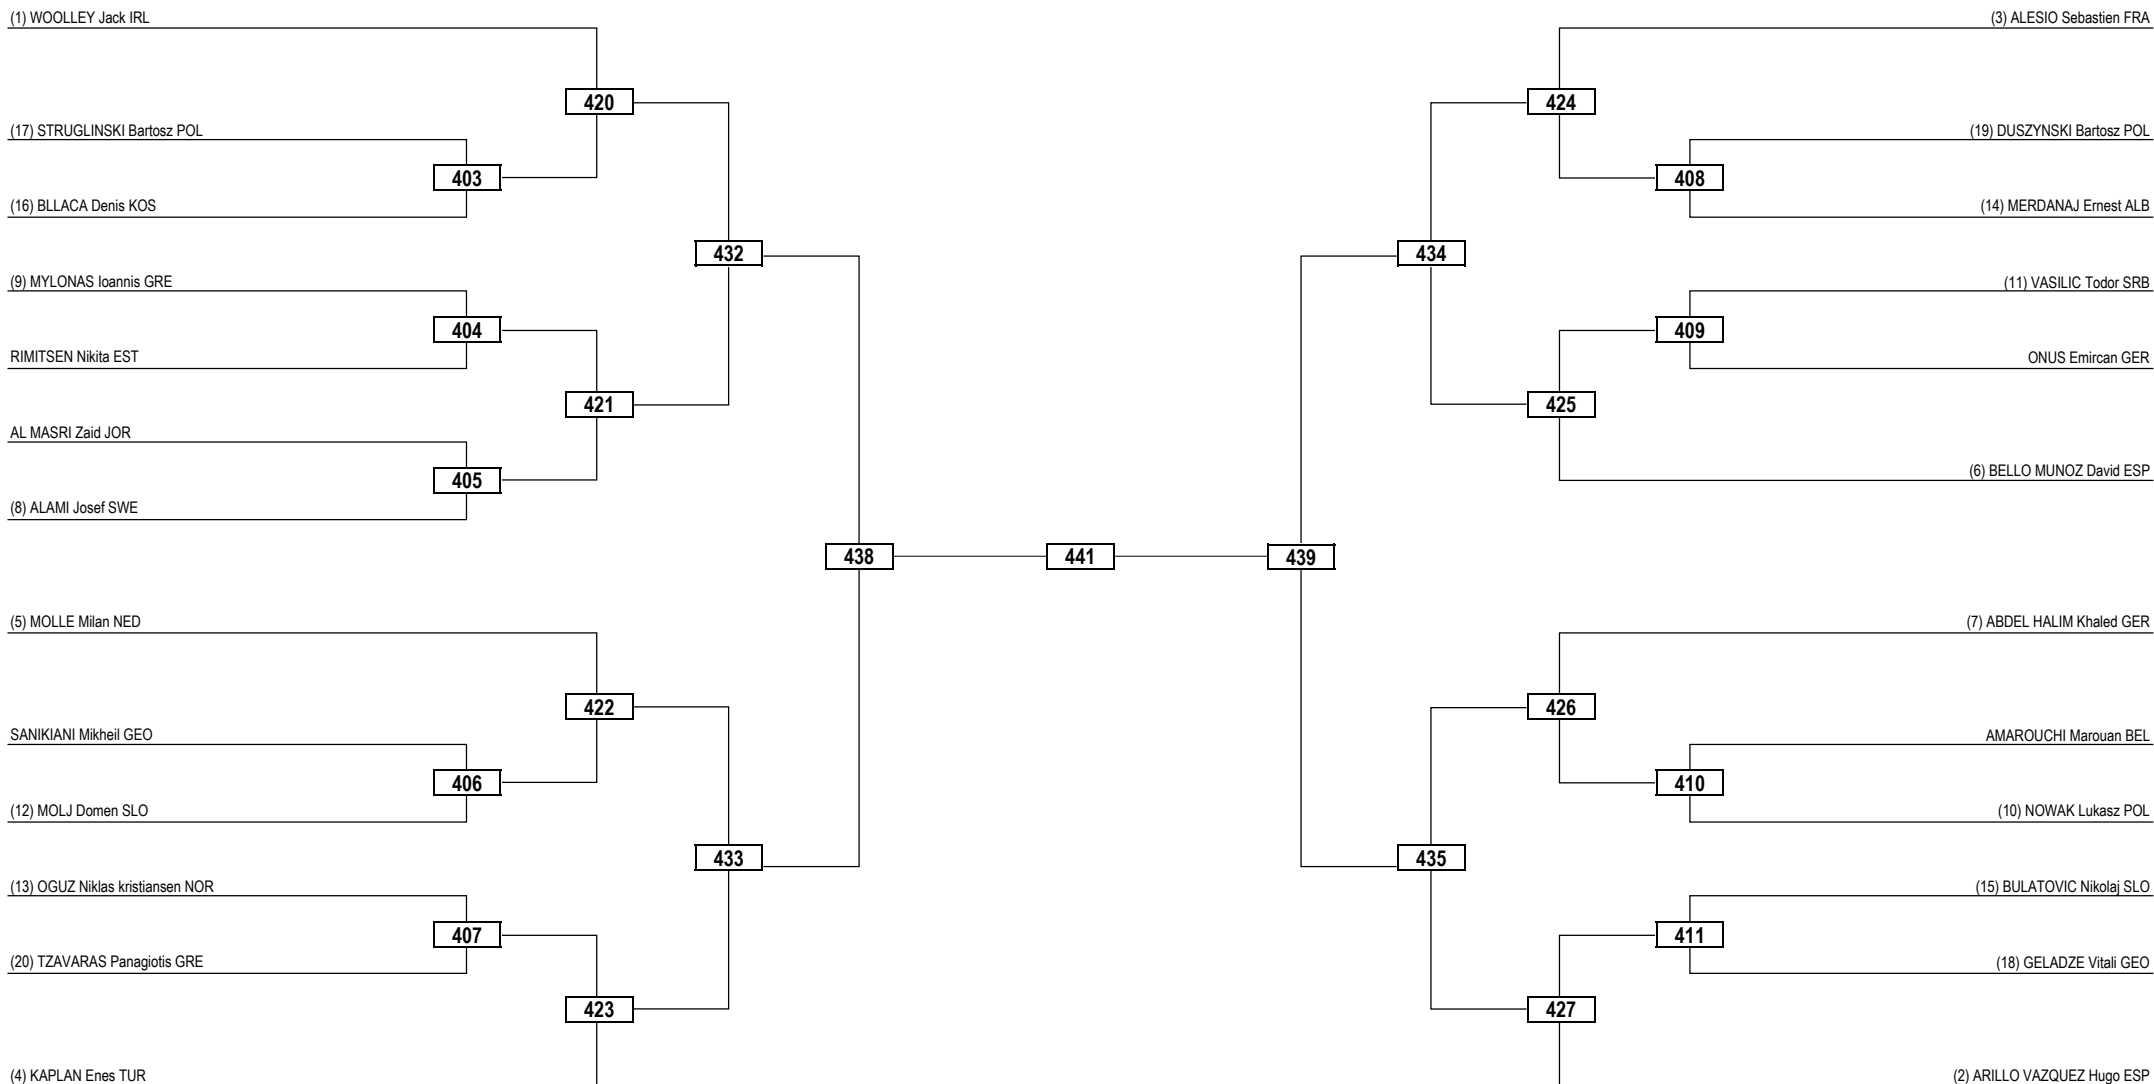 (1) WOOLLEY Jack IRL
(17) STRUGLINSKI Bartosz POL
(16) BLLACA Denis KOS
(9) MYLONAS Ioannis GRE
RIMITSEN Nikita EST
AL MASRI Zaid JOR
(8) ALAMI Josef SWE
(5) MOLLE Milan NED
SANIKIANI Mikheil GEO
(12) MOLJ Domen SLO
(13) OGUZ Niklas kristiansen NOR
(20) TZAVARAS Panagiotis GRE
(4) KAPLAN Enes TUR
403
404
405
406
407
420
421
422
423
432
433
438
441
439
434
435
424
425
426
427
408
409
410
411
(3) ALESIO Sebastien FRA
(19) DUSZYNSKI Bartosz POL
(14) MERDANAJ Ernest ALB
(11) VASILIC Todor SRB
ONUS Emircan GER
(6) BELLO MUNOZ David ESP
(7) ABDEL HALIM Khaled GER
AMAROUCHI Marouan BEL
(10) NOWAK Lukasz POL
(15) BULATOVIC Nikolaj SLO
(18) GELADZE Vitali GEO
(2) ARILLO VAZQUEZ Hugo ESP